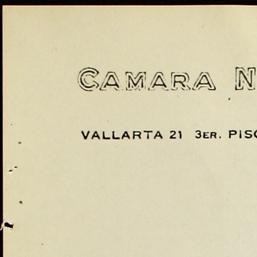 CAMARA N
VALLARTA 21 3ER. PISO